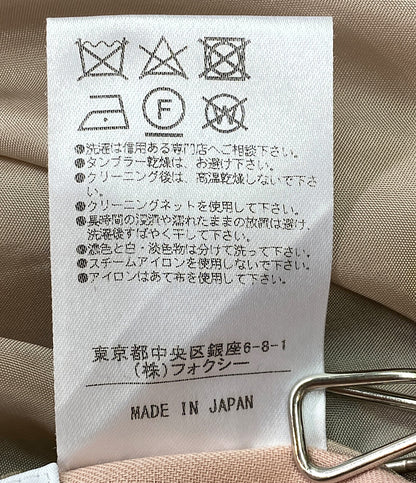 F W
●洗濯は信用ある専門店へご相談下さい。
●タンブラー乾燥は、お避け下さい。
●クリーニング後は、高温乾燥しないで下さ
い。
●クリーニングネットを使用して下さい。
●長時間の浸漬や濡れたままの放置は避け、
洗濯後すばやく干して下さい。
●濃色と白・淡色物は分けて洗って下さい。
●スチームアイロンを使用しないで下さい。
●アイロンはあて布を使用して下さい。
東京都中央区銀座6-8-1
(株)フォクシー
MADE IN JAPAN